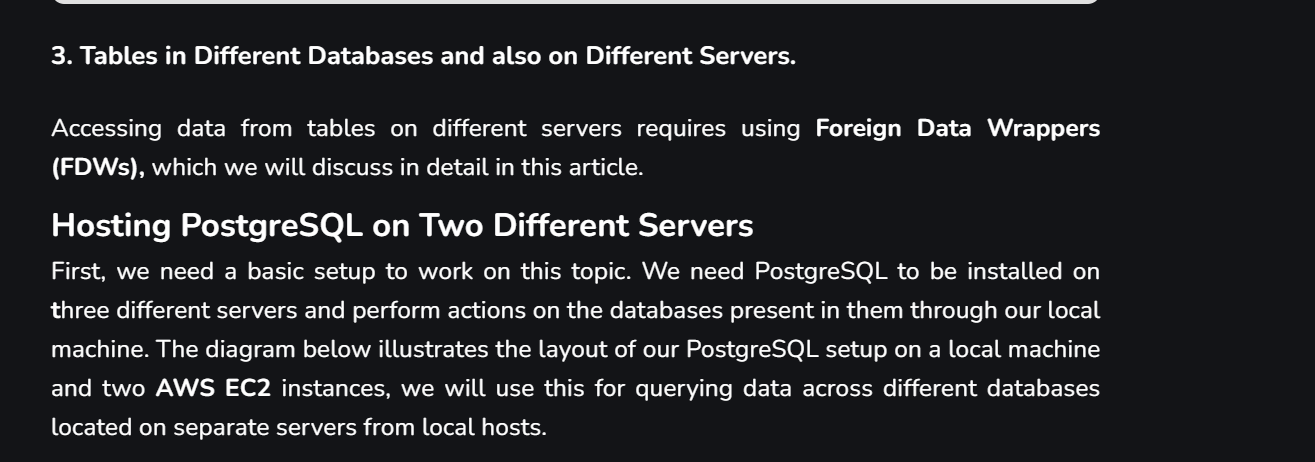 3. Tables in Different Databases and also on Different Servers.
Accessing data from tables on different servers requires using Foreign Data Wrappers
(FDWs), which we will discuss in detail in this article.
Hosting PostgreSQL on Two Different Servers
First, we need a basic setup to work on this topic. We need PostgreSQL to be installed on
three different servers and perform actions on the databases present in them through our local
machine. The diagram below illustrates the layout of our PostgreSQL setup on a local machine
and two AWS EC2 instances, we will use this for querying data across different databases
located on separate servers from local hosts.